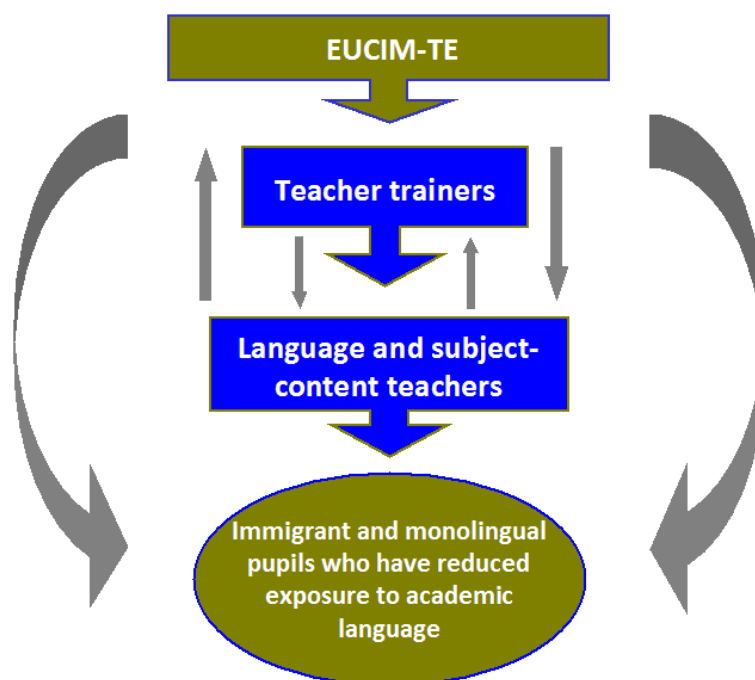 EUCIM-TE
Teacher trainers
Language and subject-
content teachers
Immigrant and monolingual
pupils who have reduced
exposure to academic
language